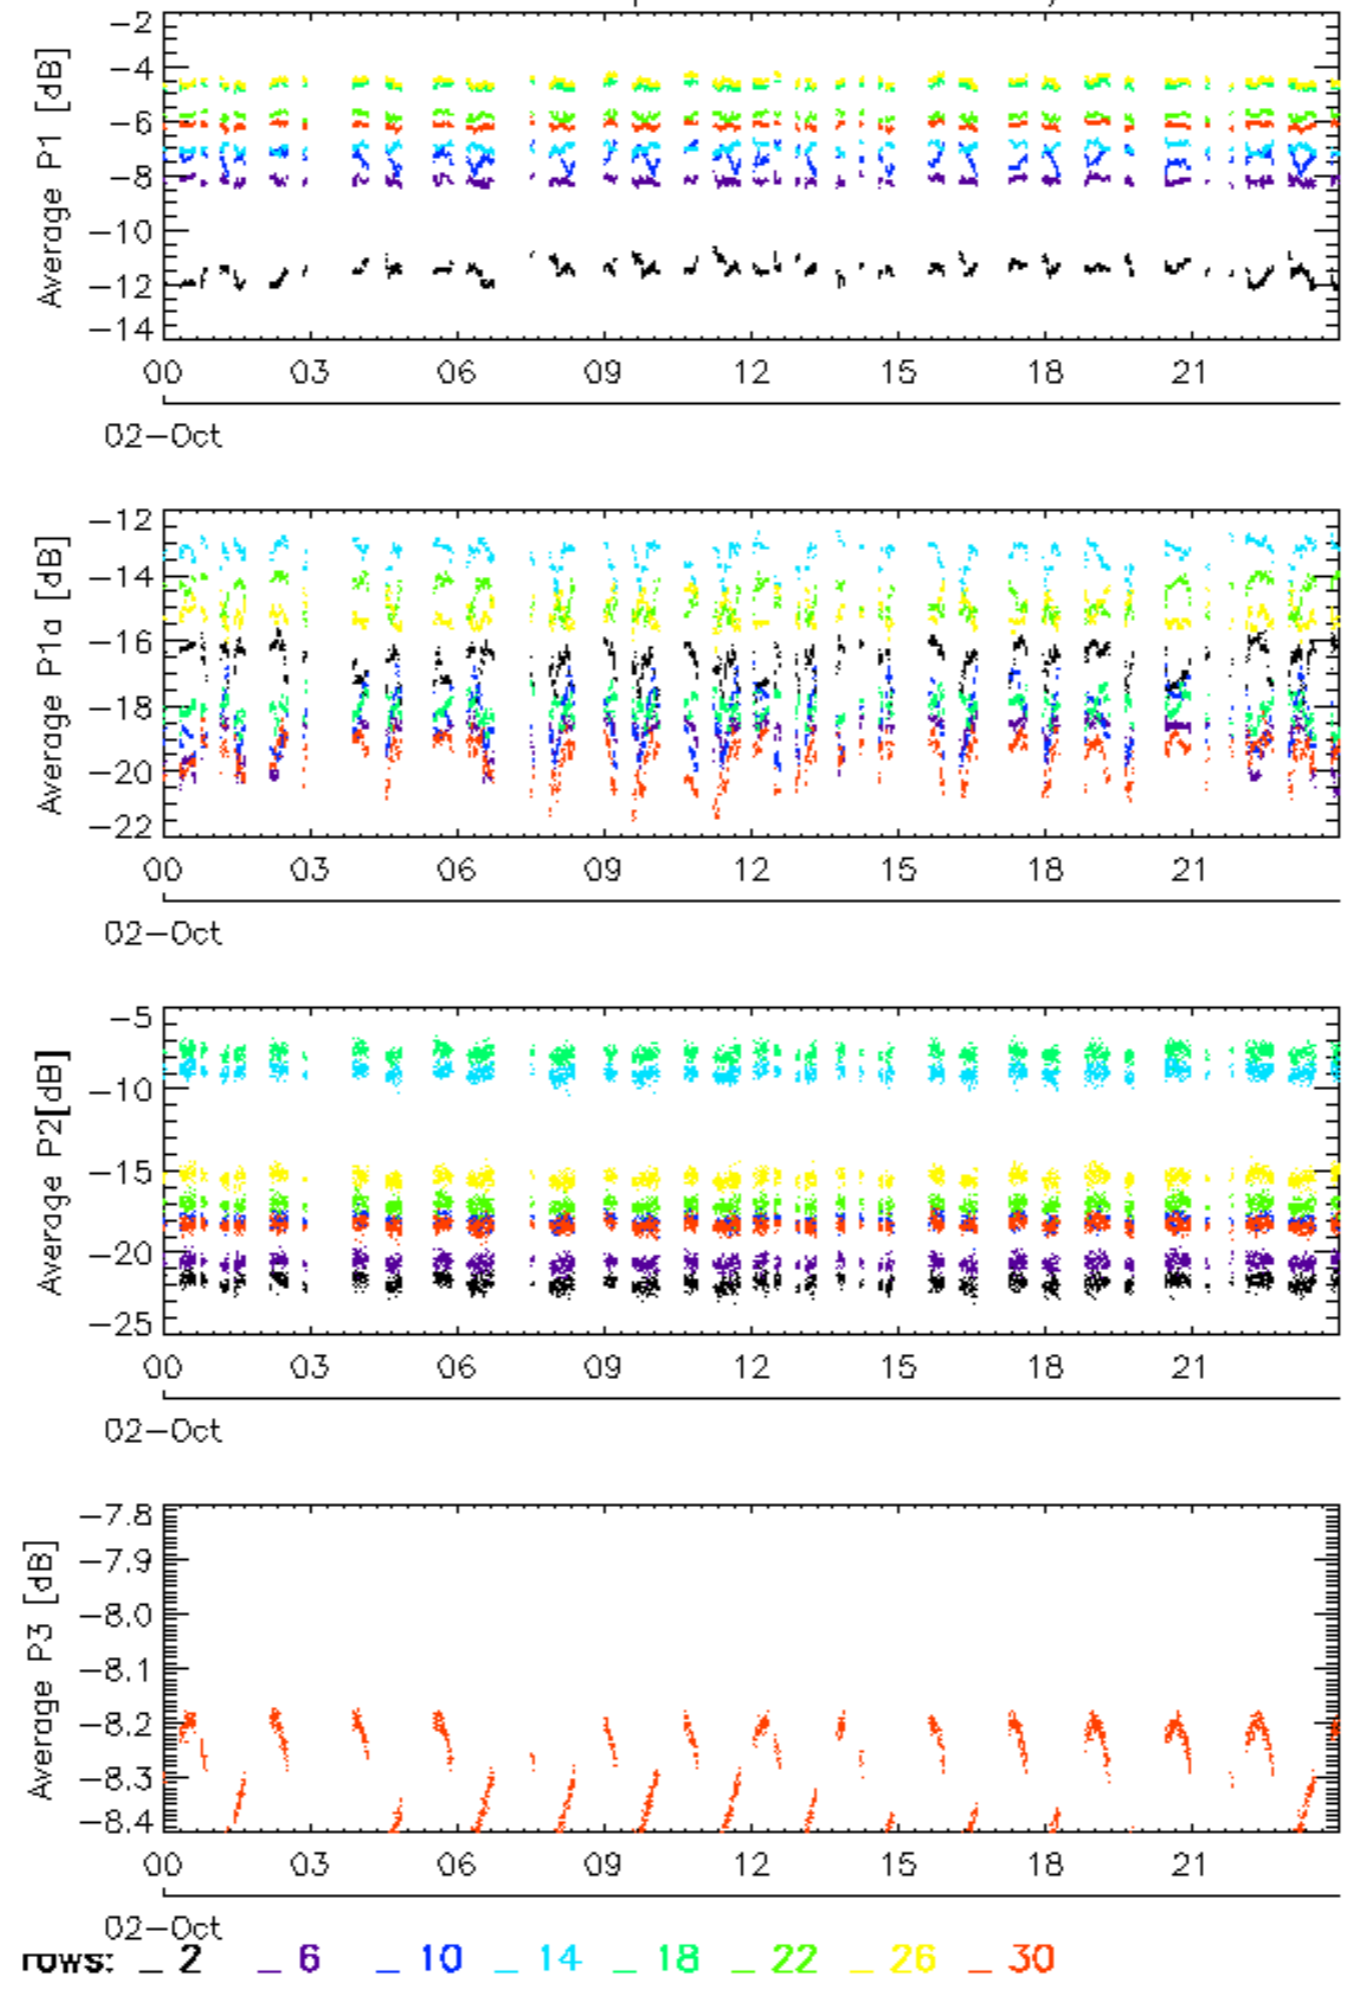 Average P1 [dB]
−2
−4
−6
−8
−10
−12
−14
00 03 06 09 12 15 18 21
02−Oct
Average P1a [dB]
−12
−14
−16
−18
−20
−22
00 03 06 09 12 15 18 21
02−Oct
Average P2[dB]
−5
−10
−15
−20
−25
00 03 06 09 12 15 18 21
02−Oct
Average P3 [dB]
−7.8
−7.9
−8.0
−8.1
−8.2
−8.3
−8.4
00 03 06 09 12 15 18 21
02−Oct
rows: _ 2 _ 6 _ 10 _ 14 _ 18 _ 22 _ 26 _ 30